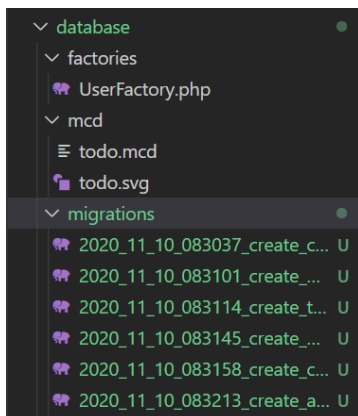 database
factories
UserFactory.php
mcd
todo.mcd
todo.svg
migrations
2020_11_10_083037_create_c... U
2020_11_10_083101_create_... U
2020_11_10_083114_create_t... U
2020_11_10_083145_create_... U
2020_11_10_083158_create_c... U
2020_11_10_083213_create_a... U